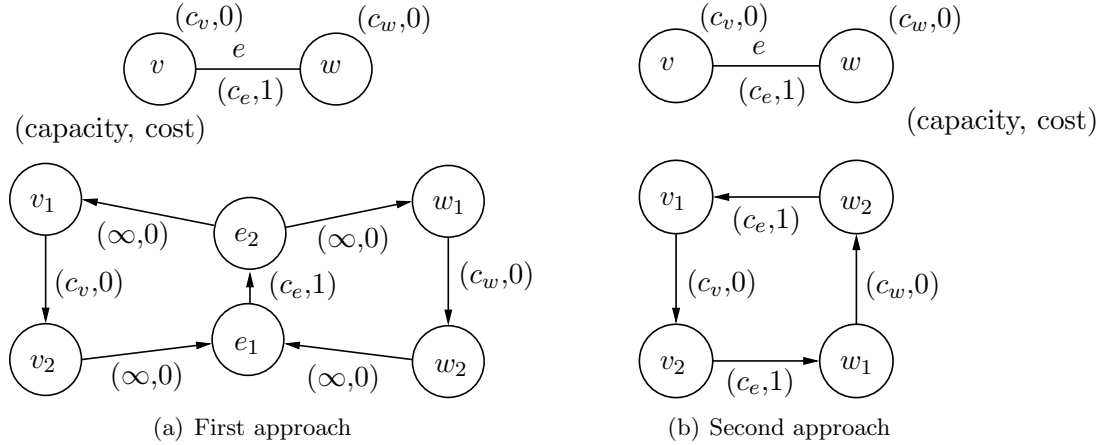 (c_v,0) (c_w,0)
e
v w
(c_e,1)
(capacity, cost)
v_1 w_1
e_2
(∞,0) (∞,0)
(c_v,0) (c_e,1) (c_w,0)
e_1
v_2 w_2
(∞,0) (∞,0)
(a) First approach
(c_v,0) (c_w,0)
e
v w
(c_e,1)
(capacity, cost)
v_1 w_2
(c_e,1)
(c_v,0) (c_w,0)
v_2 w_1
(c_e,1)
(b) Second approach